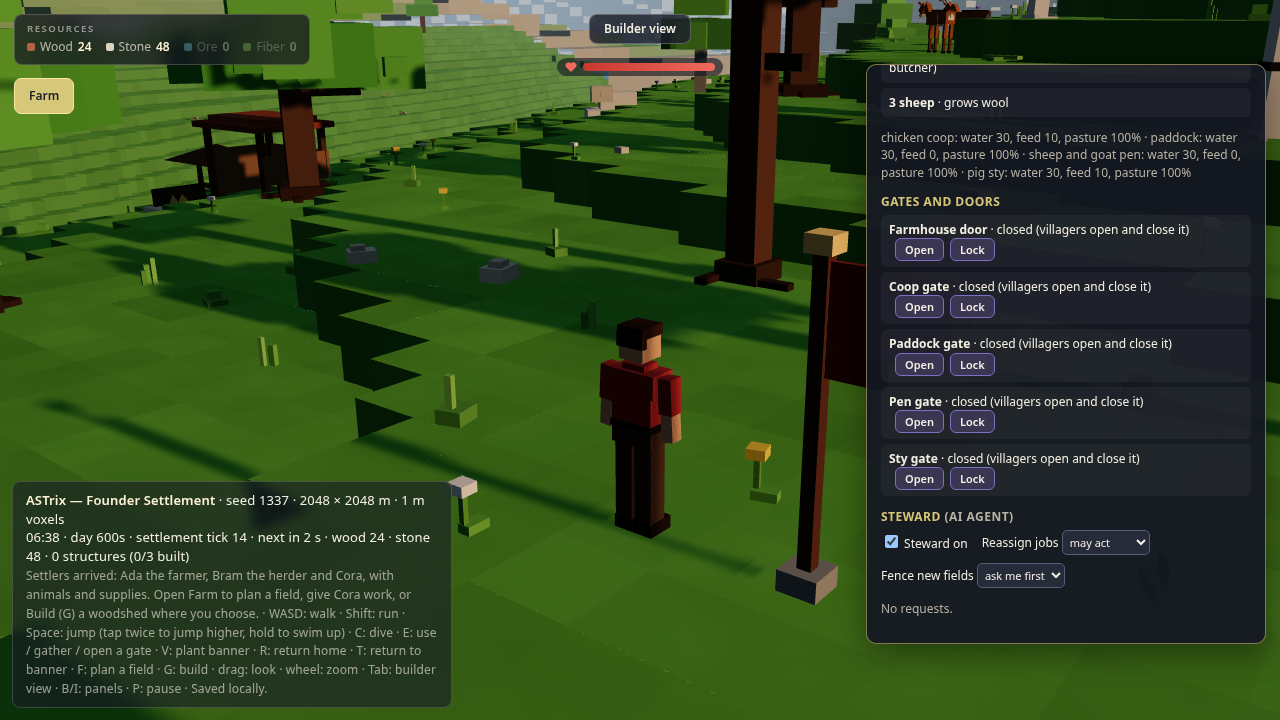 RESOURCES
Wood 24 Stone 48 Ore 0 Fiber 0
Farm
Builder view
butcher)
3 sheep · grows wool
chicken coop: water 30, feed 10, pasture 100% · paddock: water
30, feed 0, pasture 100% · sheep and goat pen: water 30, feed 0,
pasture 100% · pig sty: water 30, feed 10, pasture 100%
GATES AND DOORS
Farmhouse door · closed (villagers open and close it)
Open Lock
Coop gate · closed (villagers open and close it)
Open Lock
Paddock gate · closed (villagers open and close it)
Open Lock
Pen gate · closed (villagers open and close it)
Open Lock
Sty gate · closed (villagers open and close it)
Open Lock
STEWARD (AI AGENT)
Steward on Reassign jobs may act
Fence new fields ask me first
No requests.
ASTrix — Founder Settlement · seed 1337 · 2048 × 2048 m · 1 m
voxels
06:38 · day 600s · settlement tick 14 · next in 2 s · wood 24 · stone
48 · 0 structures (0/3 built)
Settlers arrived: Ada the farmer, Bram the herder and Cora, with
animals and supplies. Open Farm to plan a field, give Cora work, or
Build (G) a woodshed where you choose. · WASD: walk · Shift: run ·
Space: jump (tap twice to jump higher, hold to swim up) · C: dive · E: use
/ gather / open a gate · V: plant banner · R: return home · T: return to
banner · F: plan a field · G: build · drag: look · wheel: zoom · Tab: builder
view · B/I: panels · P: pause · Saved locally.